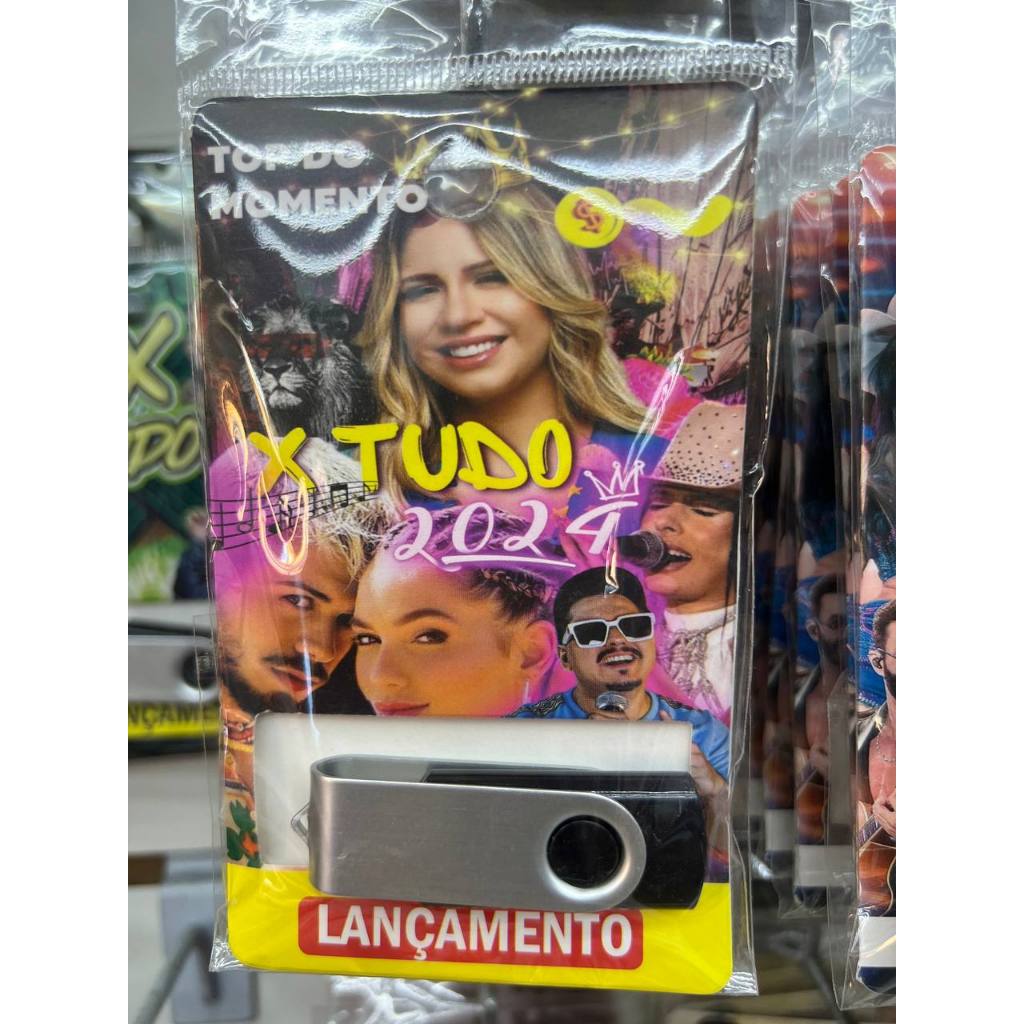 TOP DO
MOMENTO
$
X TUDO
2024
LANÇAMENTO
X